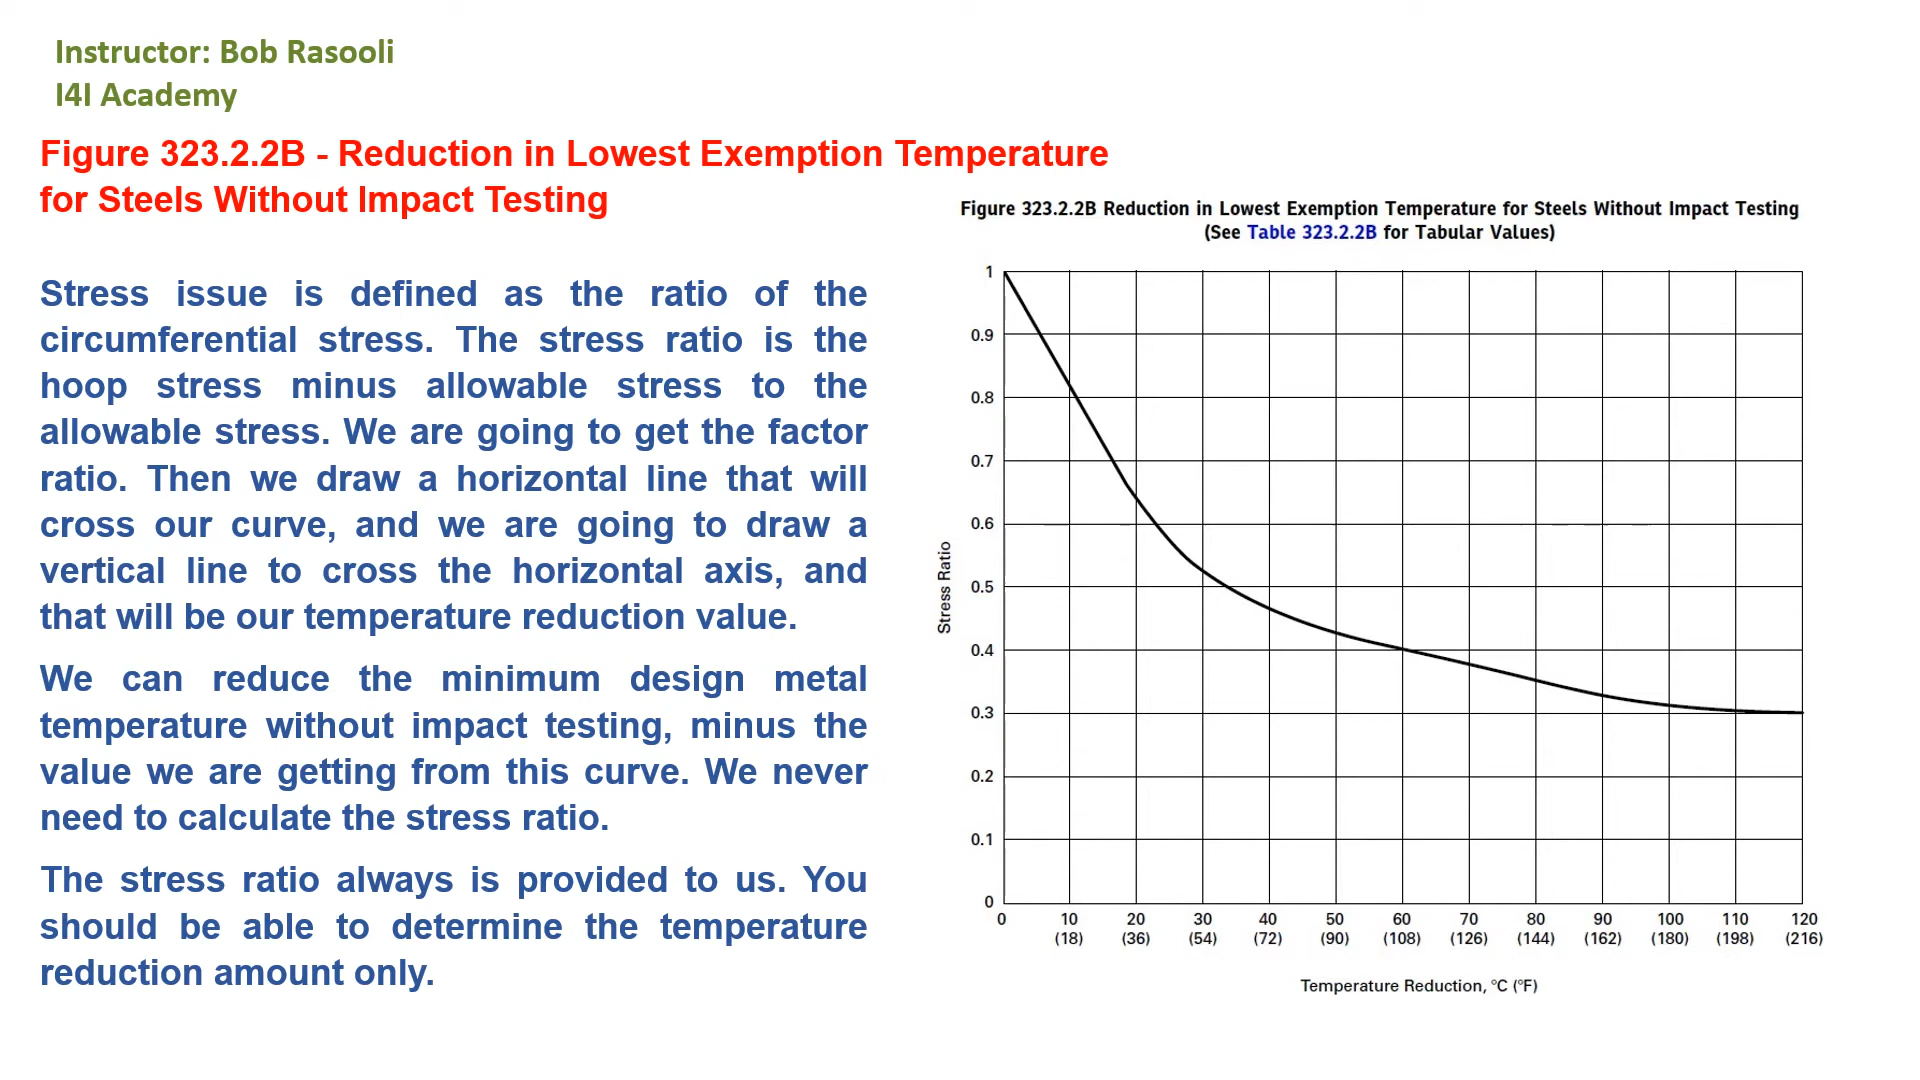 Instructor: Bob Rasooli
I4I Academy
Figure 323.2.2B - Reduction in Lowest Exemption Temperature
for Steels Without Impact Testing
Stress issue is defined as the ratio of the
circumferential stress. The stress ratio is the
hoop stress minus allowable stress to the
allowable stress. We are going to get the factor
ratio. Then we draw a horizontal line that will
cross our curve, and we are going to draw a
vertical line to cross the horizontal axis, and
that will be our temperature reduction value.
We can reduce the minimum design metal
temperature without impact testing, minus the
value we are getting from this curve. We never
need to calculate the stress ratio.
The stress ratio always is provided to us. You
should be able to determine the temperature
reduction amount only.
Figure 323.2.2B Reduction in Lowest Exemption Temperature for Steels Without Impact Testing
(See Table 323.2.2B for Tabular Values)
1
0.9
0.8
0.7
0.6
0.5
0.4
0.3
0.2
0.1
0
Stress Ratio
0 10 20 30 40 50 60 70 80 90 100 110 120
(18) (36) (54) (72) (90) (108) (126) (144) (162) (180) (198) (216)
Temperature Reduction, °C (°F)